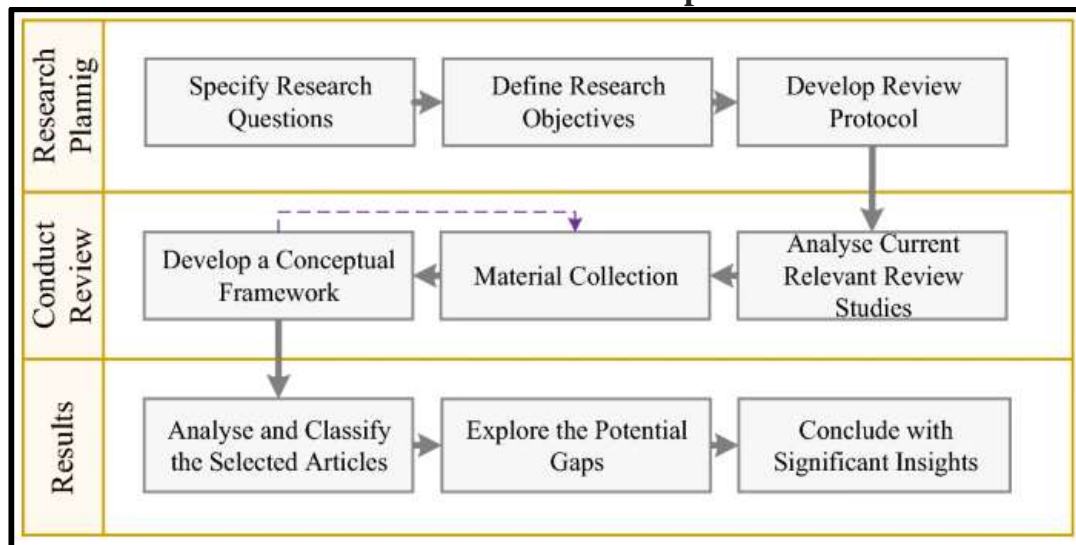 Research
Plannig
Specify Research
Questions
Define Research
Objectives
Develop Review
Protocol
Conduct
Review
Develop a Conceptual
Framework
Material Collection
Analyse Current
Relevant Review
Studies
Results
Analyse and Classify
the Selected Articles
Explore the Potential
Gaps
Conclude with
Significant Insights